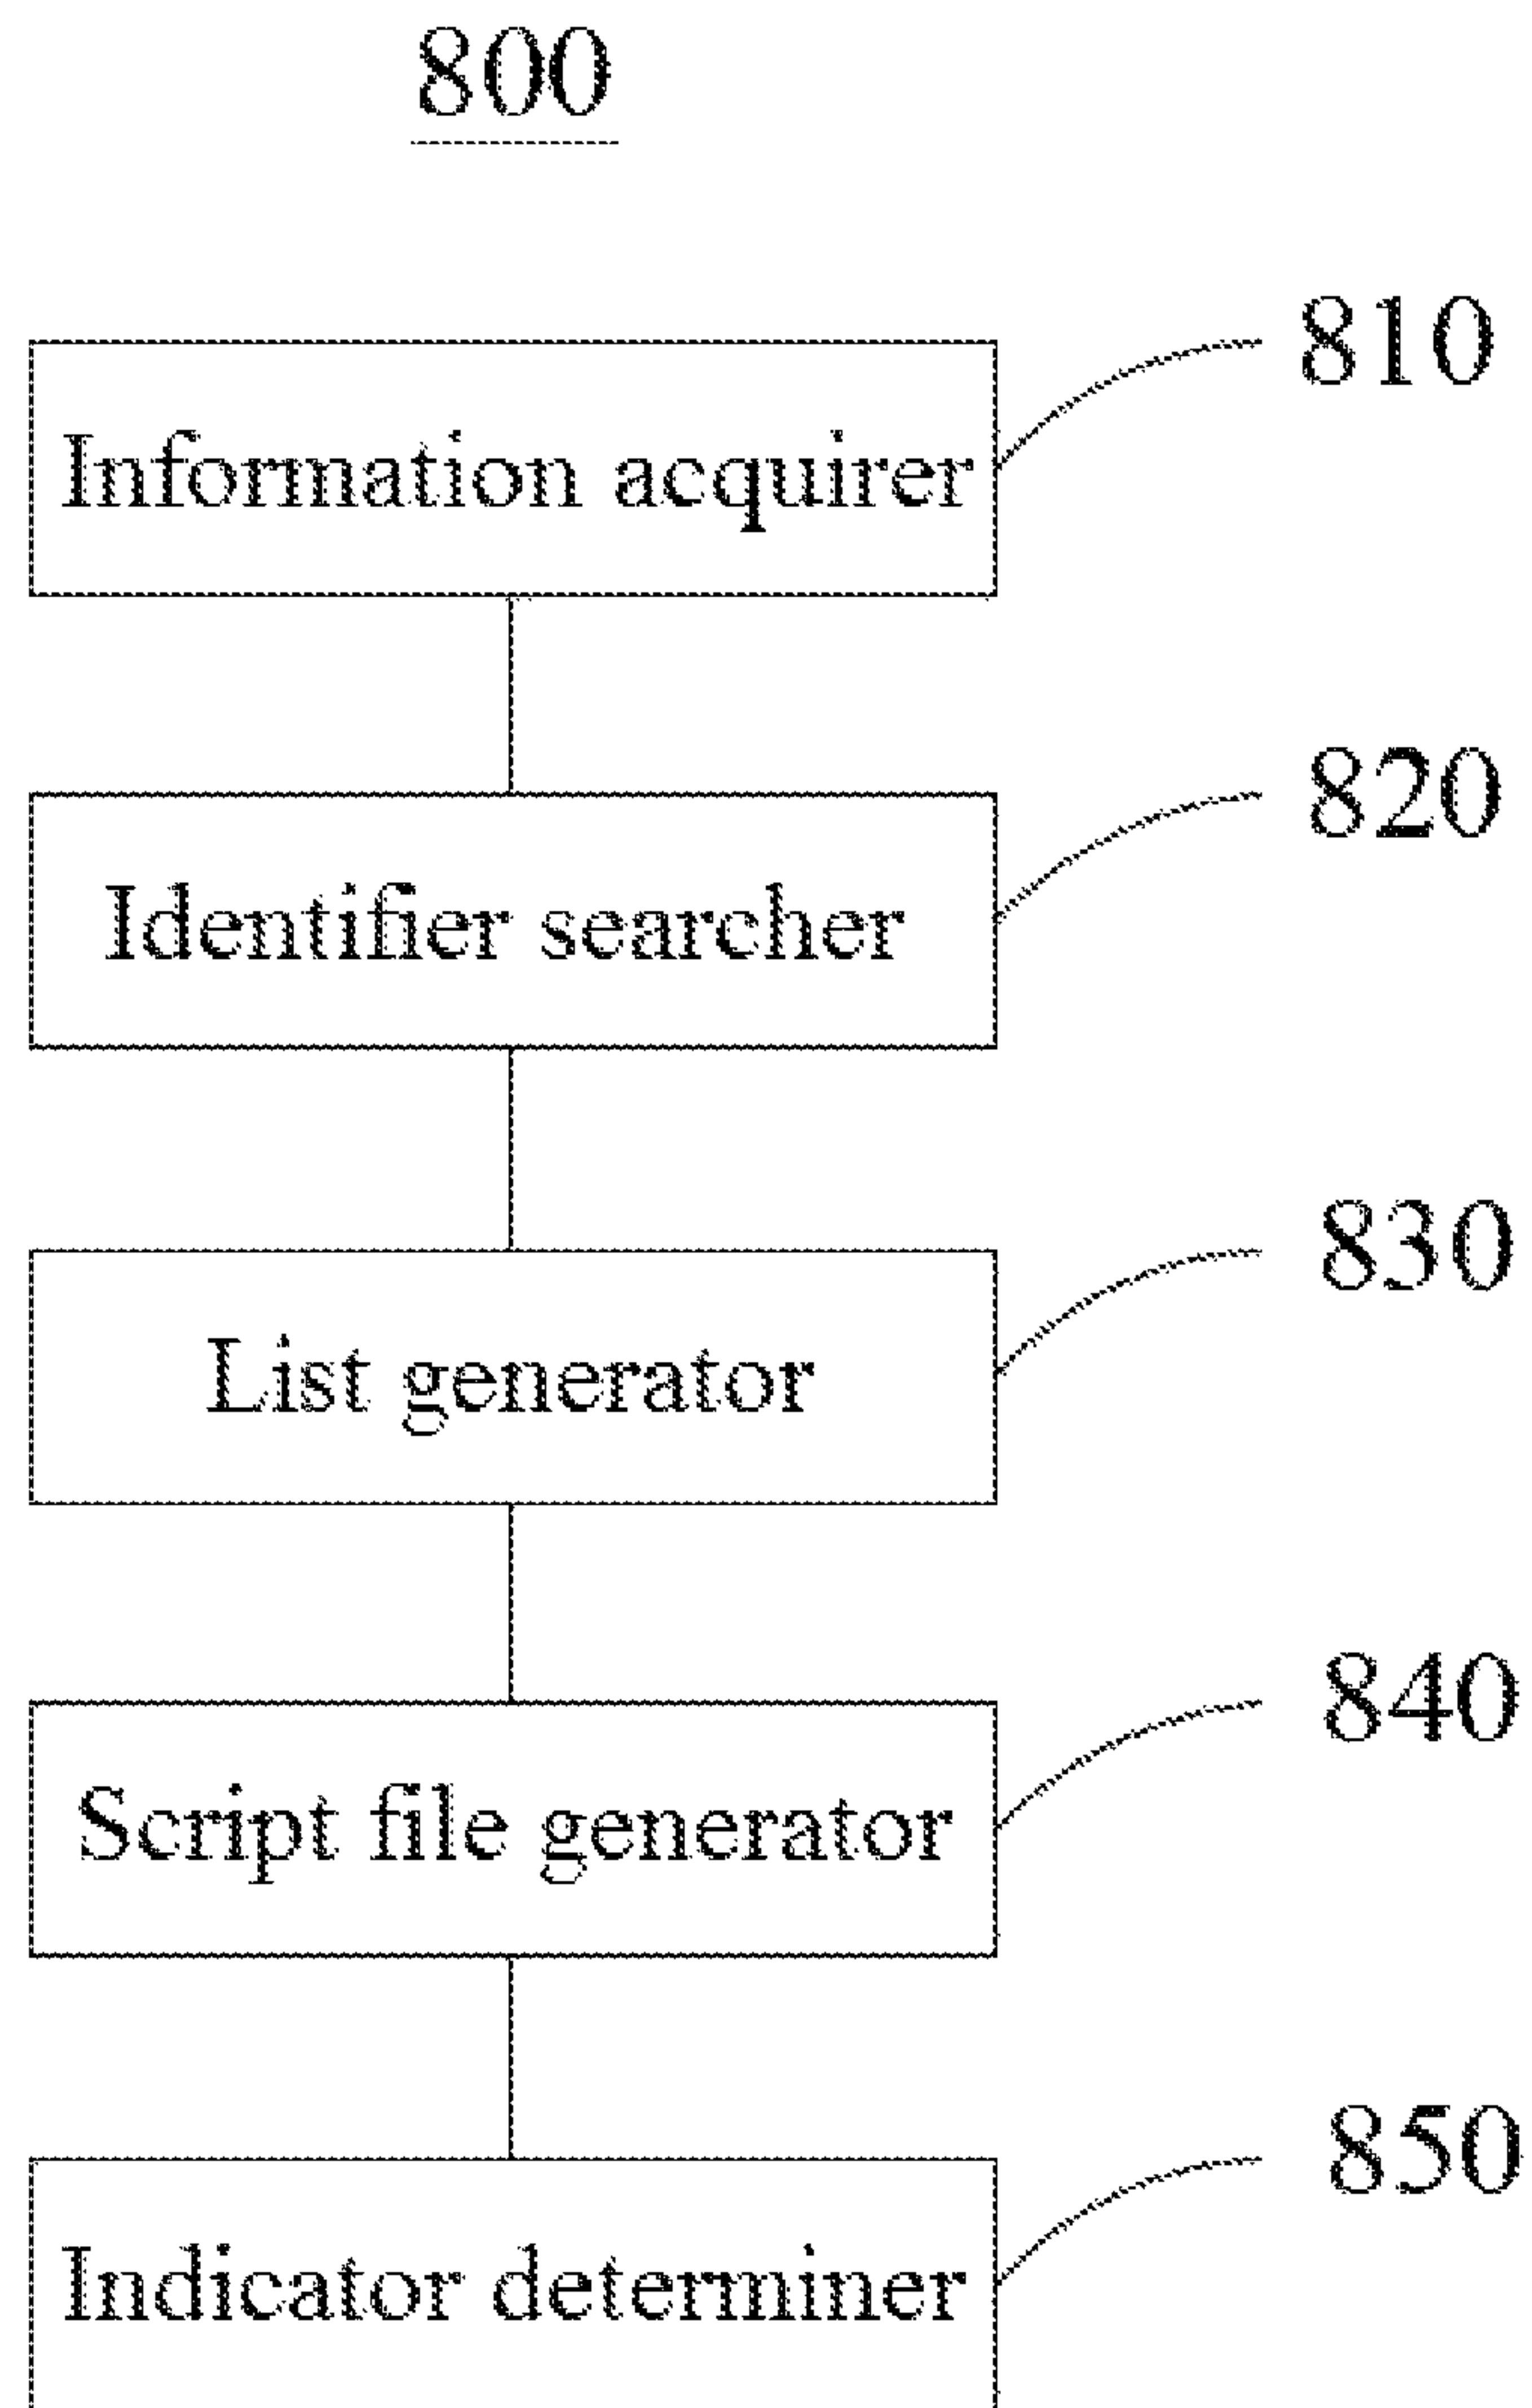 800
810
Information acquirer
820
Identifier searcher
830
List generator
840
Script file generator
850
Indicator determiner